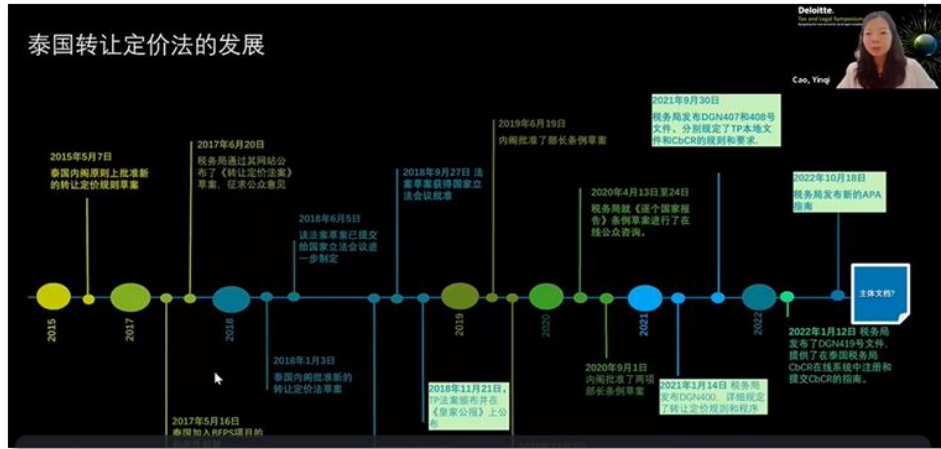 Deloitte.
Tax and Legal Symposium
Cao, Yinqi
泰国转让定价法的发展
2015年5月7日
泰国内阁原则上批准新
的转让定价规则草案
2017年6月20日
税务局通过其网站公
布了《转让定价法案》
草案，征求公众意见
2018年6月5日
该法案草案已提交
给国家立法会议进
一步制定
2018年9月27日 法
案草案获得国家立
法会议批准
2019年6月19日
内阁批准了部长条例草案
2020年4月13日至24日
税务局就《逐个国家
报告》条例草案进行了在
线公众咨询。
2021年9月30日
税务局发布DGN407和408号
文件，分别规定了TP本地文
件和CbCR的规则和要求。
2022年10月18日
税务局发布新的APA
指南
主体文档?
2015
2017
2018
2019
2020
2021
2022
2017年5月16日
泰国加入BEPS项目的
2018年1月3日
泰国内阁批准新的
转让定价法草案
2018年11月21日，
TP法案颁布并在
《皇家公报》上公
布
2020年9月1日
内阁批准了两项
部长条例草案
2021年1月14日 税务局
发布DGN400，详细规定
了转让定价规则和程序
2022年1月12日 税务局
发布了DGN419号文件，
提供了在泰国税务局
CbCR在线系统中注册和
提交CbCR的指南。